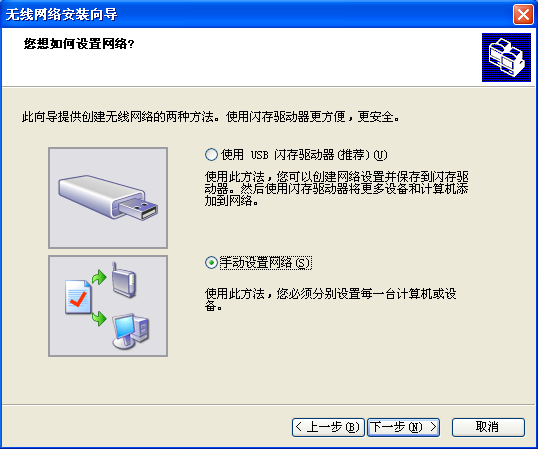 无线网络安装向导
您想如何设置网络?
此向导提供创建无线网络的两种方法。使用闪存驱动器更方便，更安全。
使用 USB 闪存驱动器(推荐)(U)
使用此方法，您可以创建网络设置并保存到闪存驱
动器。然后使用闪存驱动器将更多设备和计算机添
加到网络。
手动设置网络(S)
使用此方法，您必须分别设置每一台计算机或设
备。
< 上一步(B) 下一步(N) > 取消